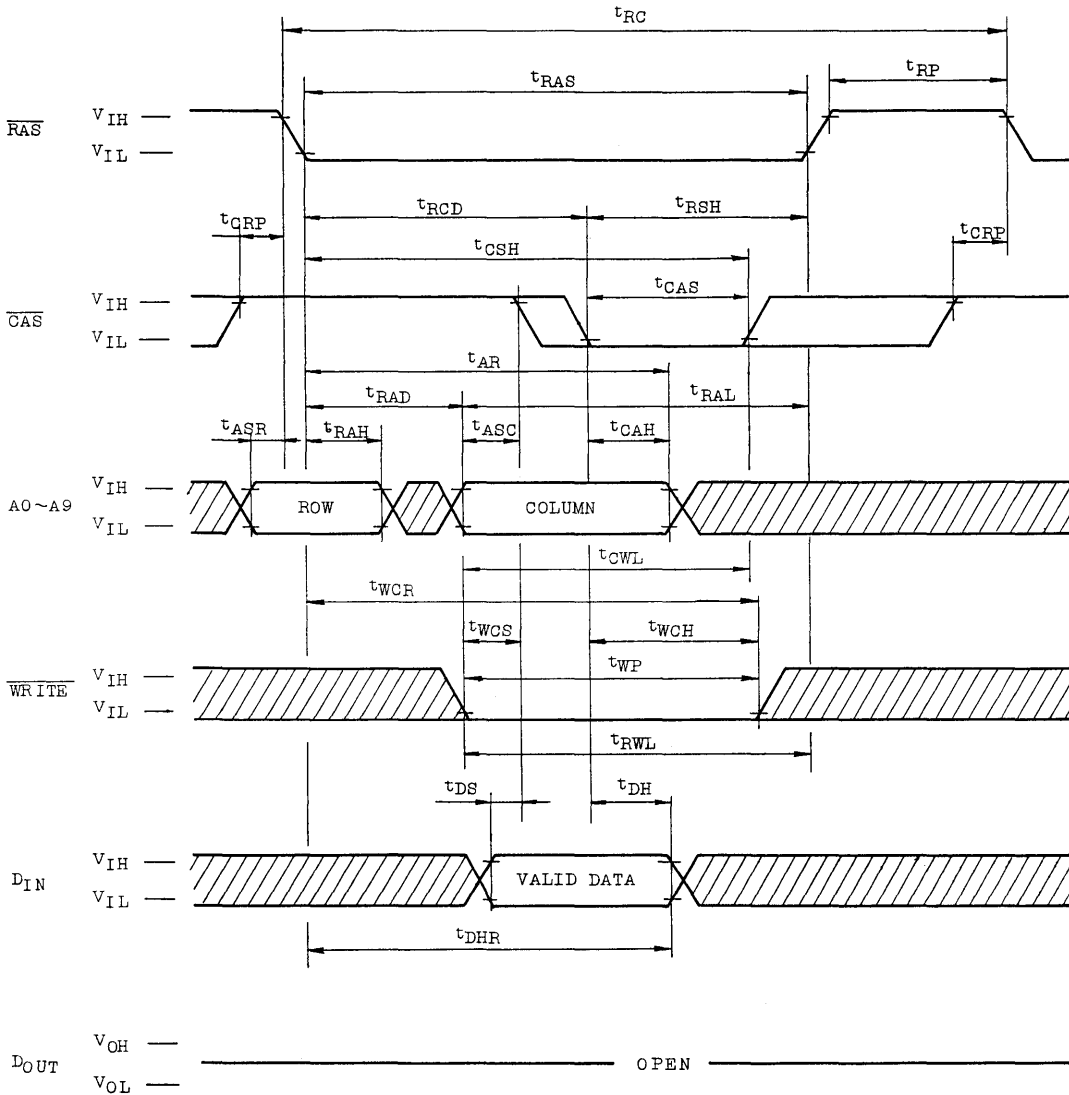 tRC
tRAS
tRP
RAS
VIH
VIL
tRCD
tRSH
tCRP
tCSH
tCRP
tCAS
CAS
VIH
VIL
tAR
tRAD
tRAL
tASR
tRAH
tASC
tCAH
A0~A9
VIH
VIL
ROW
COLUMN
tCWL
tWCR
tWCS
tWCH
tWP
WRITE
VIH
VIL
tRWL
tDS
tDH
DIN
VIH
VIL
VALID DATA
tDHR
DOUT
VOH
VOL
OPEN